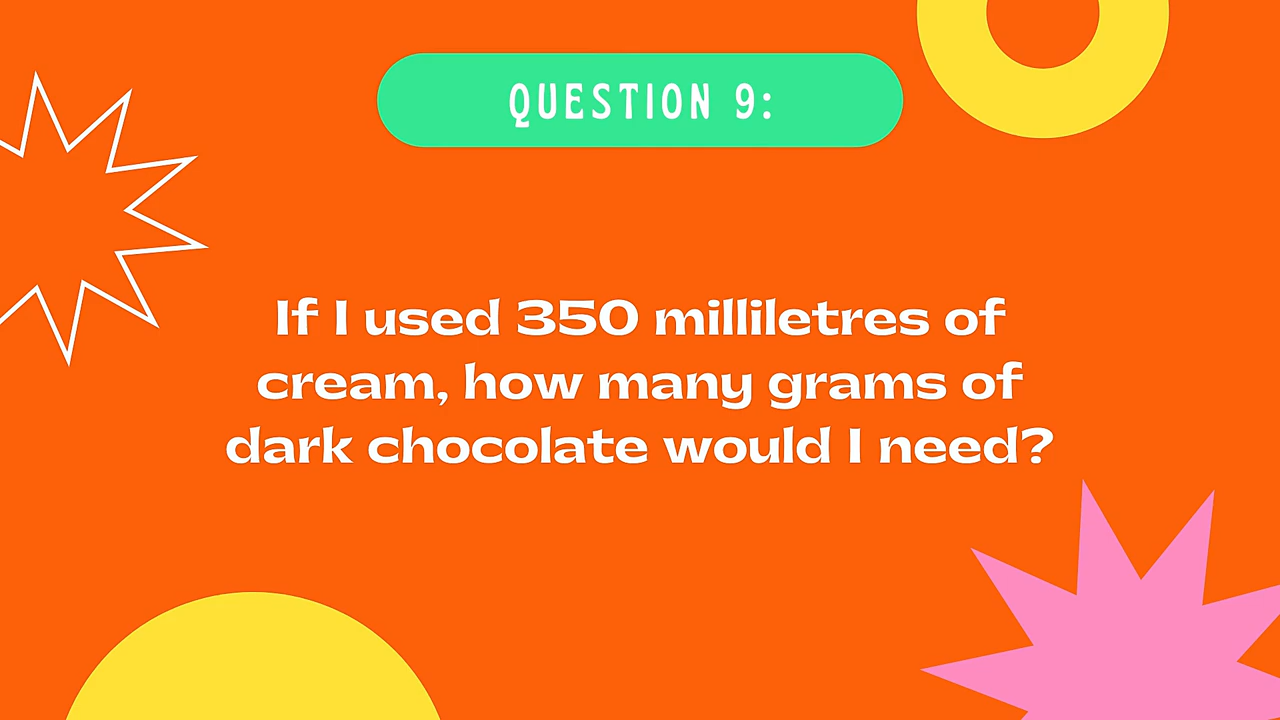 QUESTION 9:
If I used 350 milliletres of
cream, how many grams of
dark chocolate would I need?